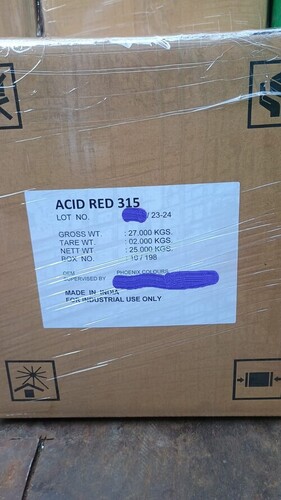 ACID RED 315
LOT NO. / 23-24
GROSS WT. : 27.000 KGS.
TARE WT. : 02.000 KGS.
NETT WT. : 25.000 KGS.
BOX NO. : 10 / 198
OEM PHOENIX COLOURS
SUPERVISED BY
MADE IN INDIA
FOR INDUSTRIAL USE ONLY